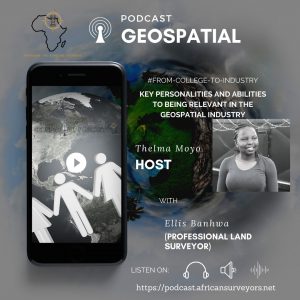 PODCAST
GEOSPATIAL
#FROM-COLLEGE-TO-INDUSTRY
KEY PERSONALITIES AND ABILITIES
TO BEING RELEVANT IN THE
GEOSPATIAL INDUSTRY
Thelma Moyo
HOST
WITH
Ellis Banhwa
(PROFESSIONAL LAND
SURVEYOR)
LISTEN ON:
https://podcast.africansurveyors.net